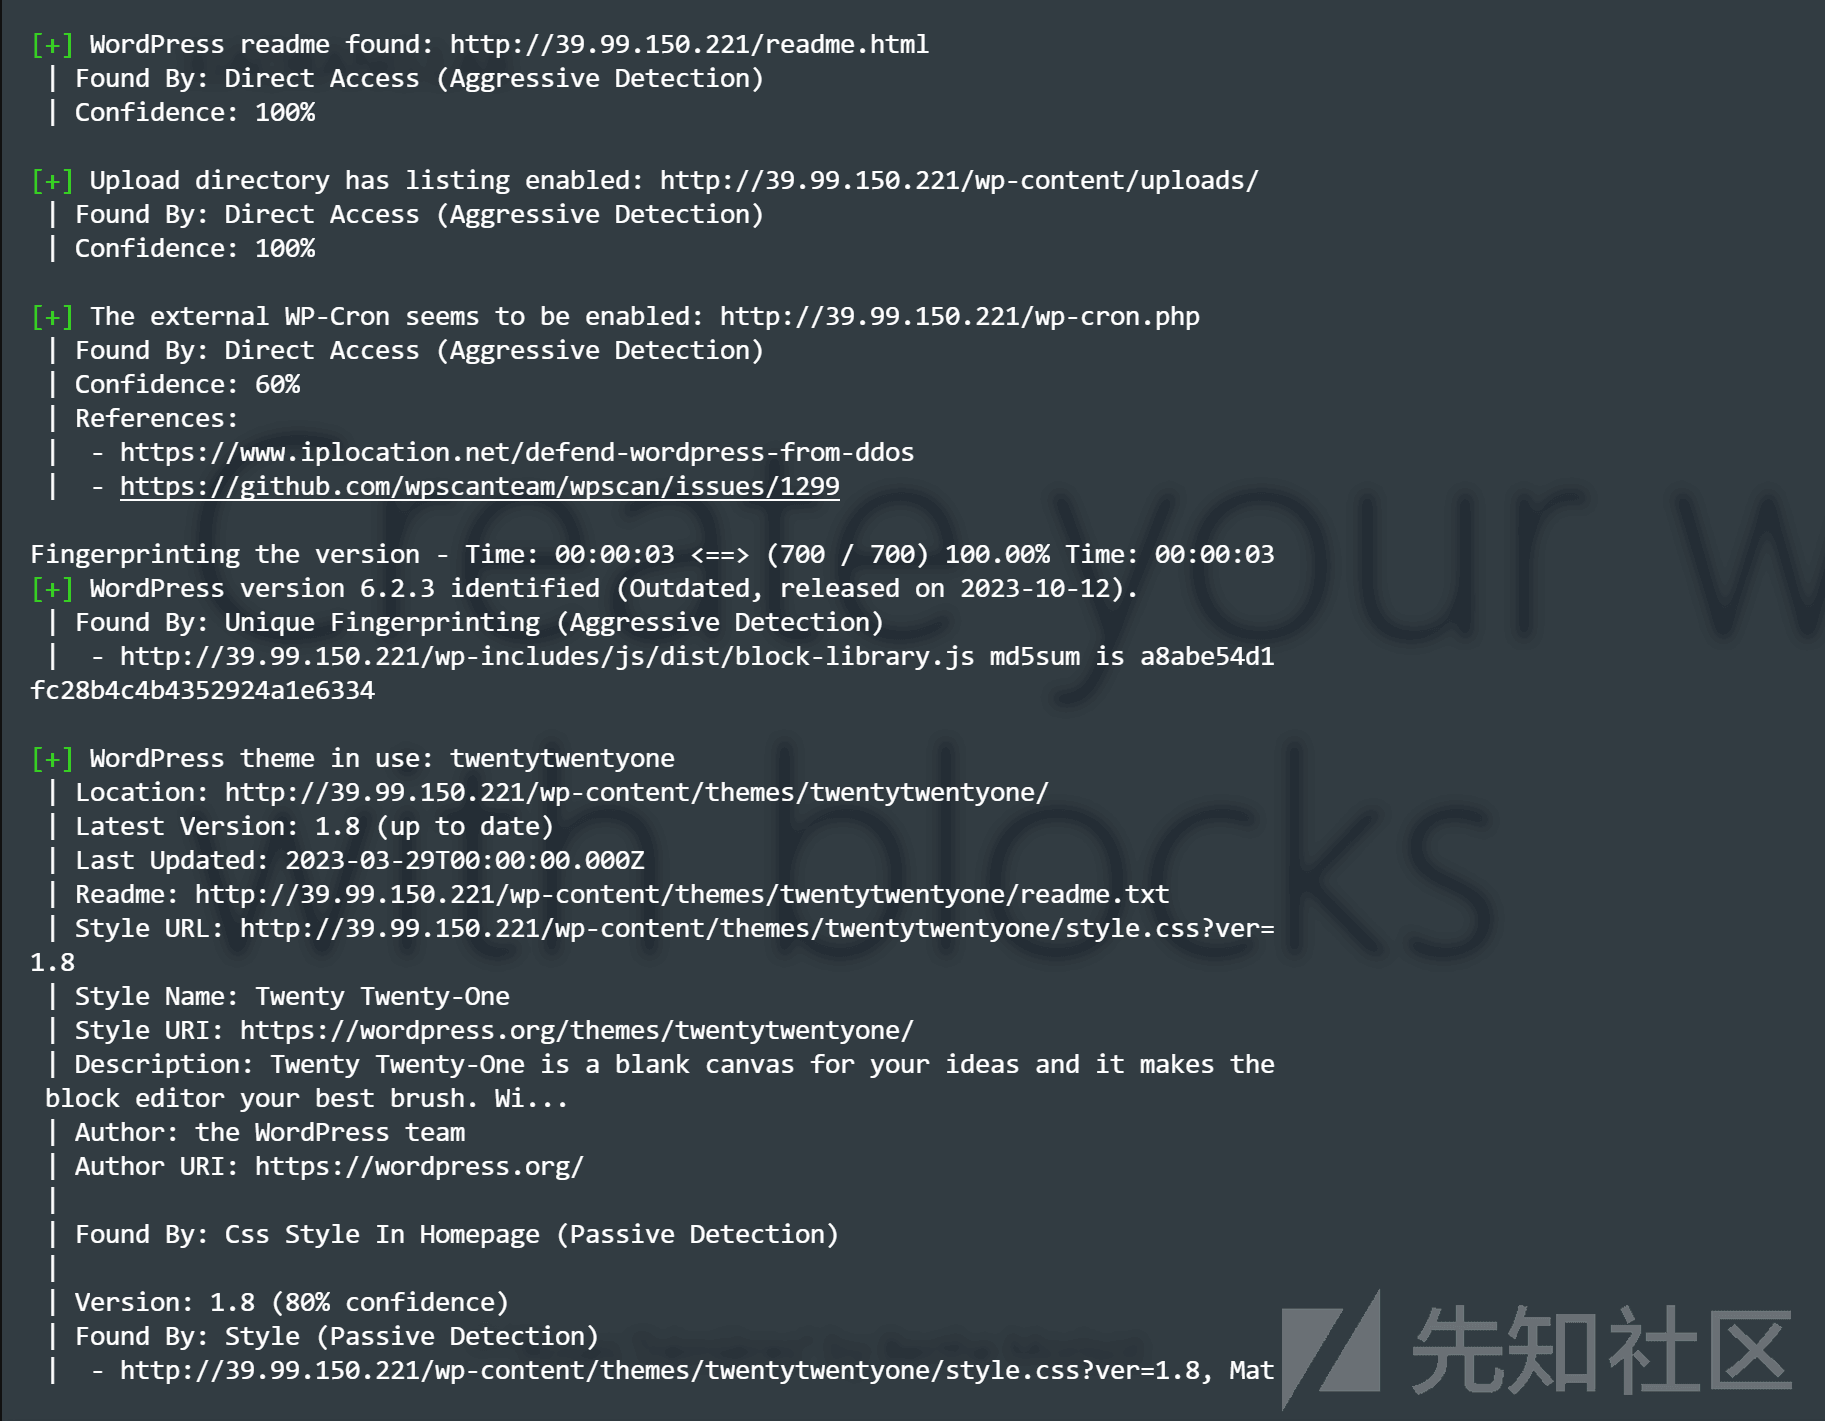 [+] WordPress readme found: http://39.99.150.221/readme.html
 | Found By: Direct Access (Aggressive Detection)
 | Confidence: 100%

[+] Upload directory has listing enabled: http://39.99.150.221/wp-content/uploads/
 | Found By: Direct Access (Aggressive Detection)
 | Confidence: 100%

[+] The external WP-Cron seems to be enabled: http://39.99.150.221/wp-cron.php
 | Found By: Direct Access (Aggressive Detection)
 | Confidence: 60%
 | References:
 |  - https://www.iplocation.net/defend-wordpress-from-ddos
 |  - https://github.com/wpscanteam/wpscan/issues/1299

Fingerprinting the version - Time: 00:00:03 <==> (700 / 700) 100.00% Time: 00:00:03
[+] WordPress version 6.2.3 identified (Outdated, released on 2023-10-12).
 | Found By: Unique Fingerprinting (Aggressive Detection)
 |  - http://39.99.150.221/wp-includes/js/dist/block-library.js md5sum is a8abe54d1
fc28b4c4b4352924a1e6334

[+] WordPress theme in use: twentytwentyone
 | Location: http://39.99.150.221/wp-content/themes/twentytwentyone/
 | Latest Version: 1.8 (up to date)
 | Last Updated: 2023-03-29T00:00:00.000Z
 | Readme: http://39.99.150.221/wp-content/themes/twentytwentyone/readme.txt
 | Style URL: http://39.99.150.221/wp-content/themes/twentytwentyone/style.css?ver=
1.8
 | Style Name: Twenty Twenty-One
 | Style URI: https://wordpress.org/themes/twentytwentyone/
 | Description: Twenty Twenty-One is a blank canvas for your ideas and it makes the
 block editor your best brush. Wi...
 | Author: the WordPress team
 | Author URI: https://wordpress.org/
 |
 | Found By: Css Style In Homepage (Passive Detection)
 |
 | Version: 1.8 (80% confidence)
 | Found By: Style (Passive Detection)
 |  - http://39.99.150.221/wp-content/themes/twentytwentyone/style.css?ver=1.8, Mat
Create your w
with blocks
先知社区